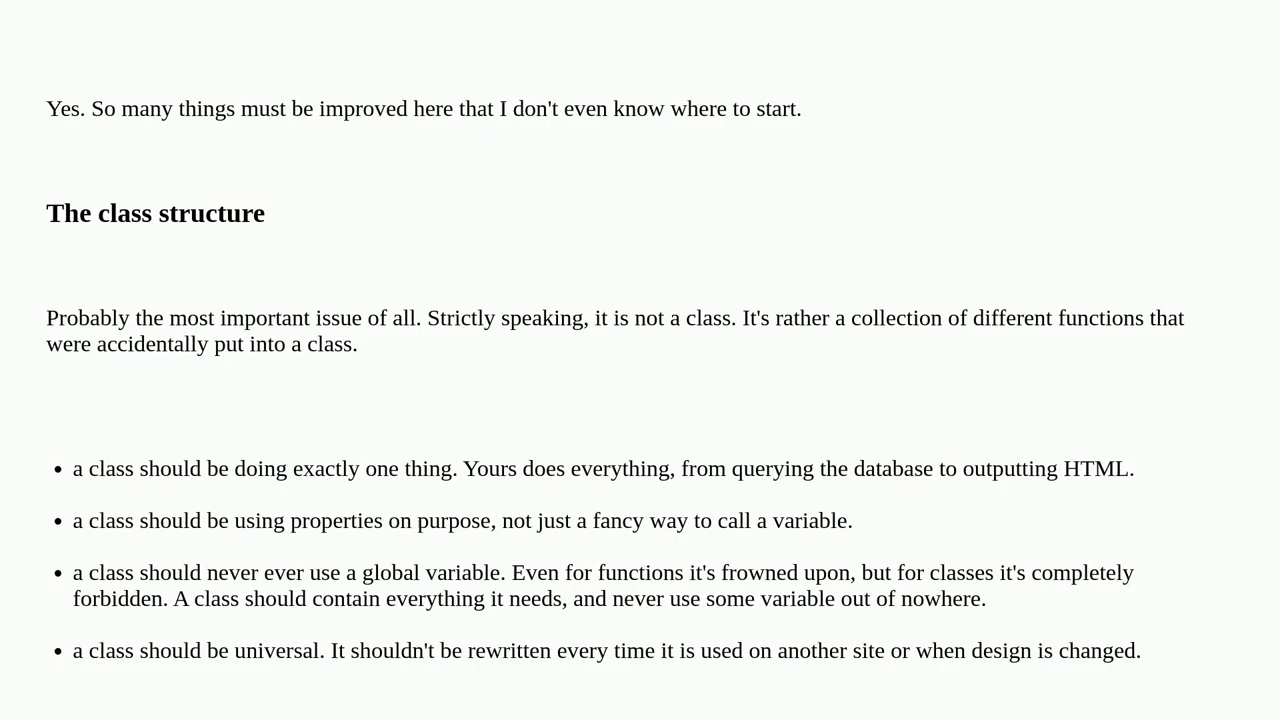 Yes. So many things must be improved here that I don't even know where to start.
The class structure
Probably the most important issue of all. Strictly speaking, it is not a class. It's rather a collection of different functions that
were accidentally put into a class.
• a class should be doing exactly one thing. Yours does everything, from querying the database to outputting HTML.
• a class should be using properties on purpose, not just a fancy way to call a variable.
• a class should never ever use a global variable. Even for functions it's frowned upon, but for classes it's completely
forbidden. A class should contain everything it needs, and never use some variable out of nowhere.
• a class should be universal. It shouldn't be rewritten every time it is used on another site or when design is changed.